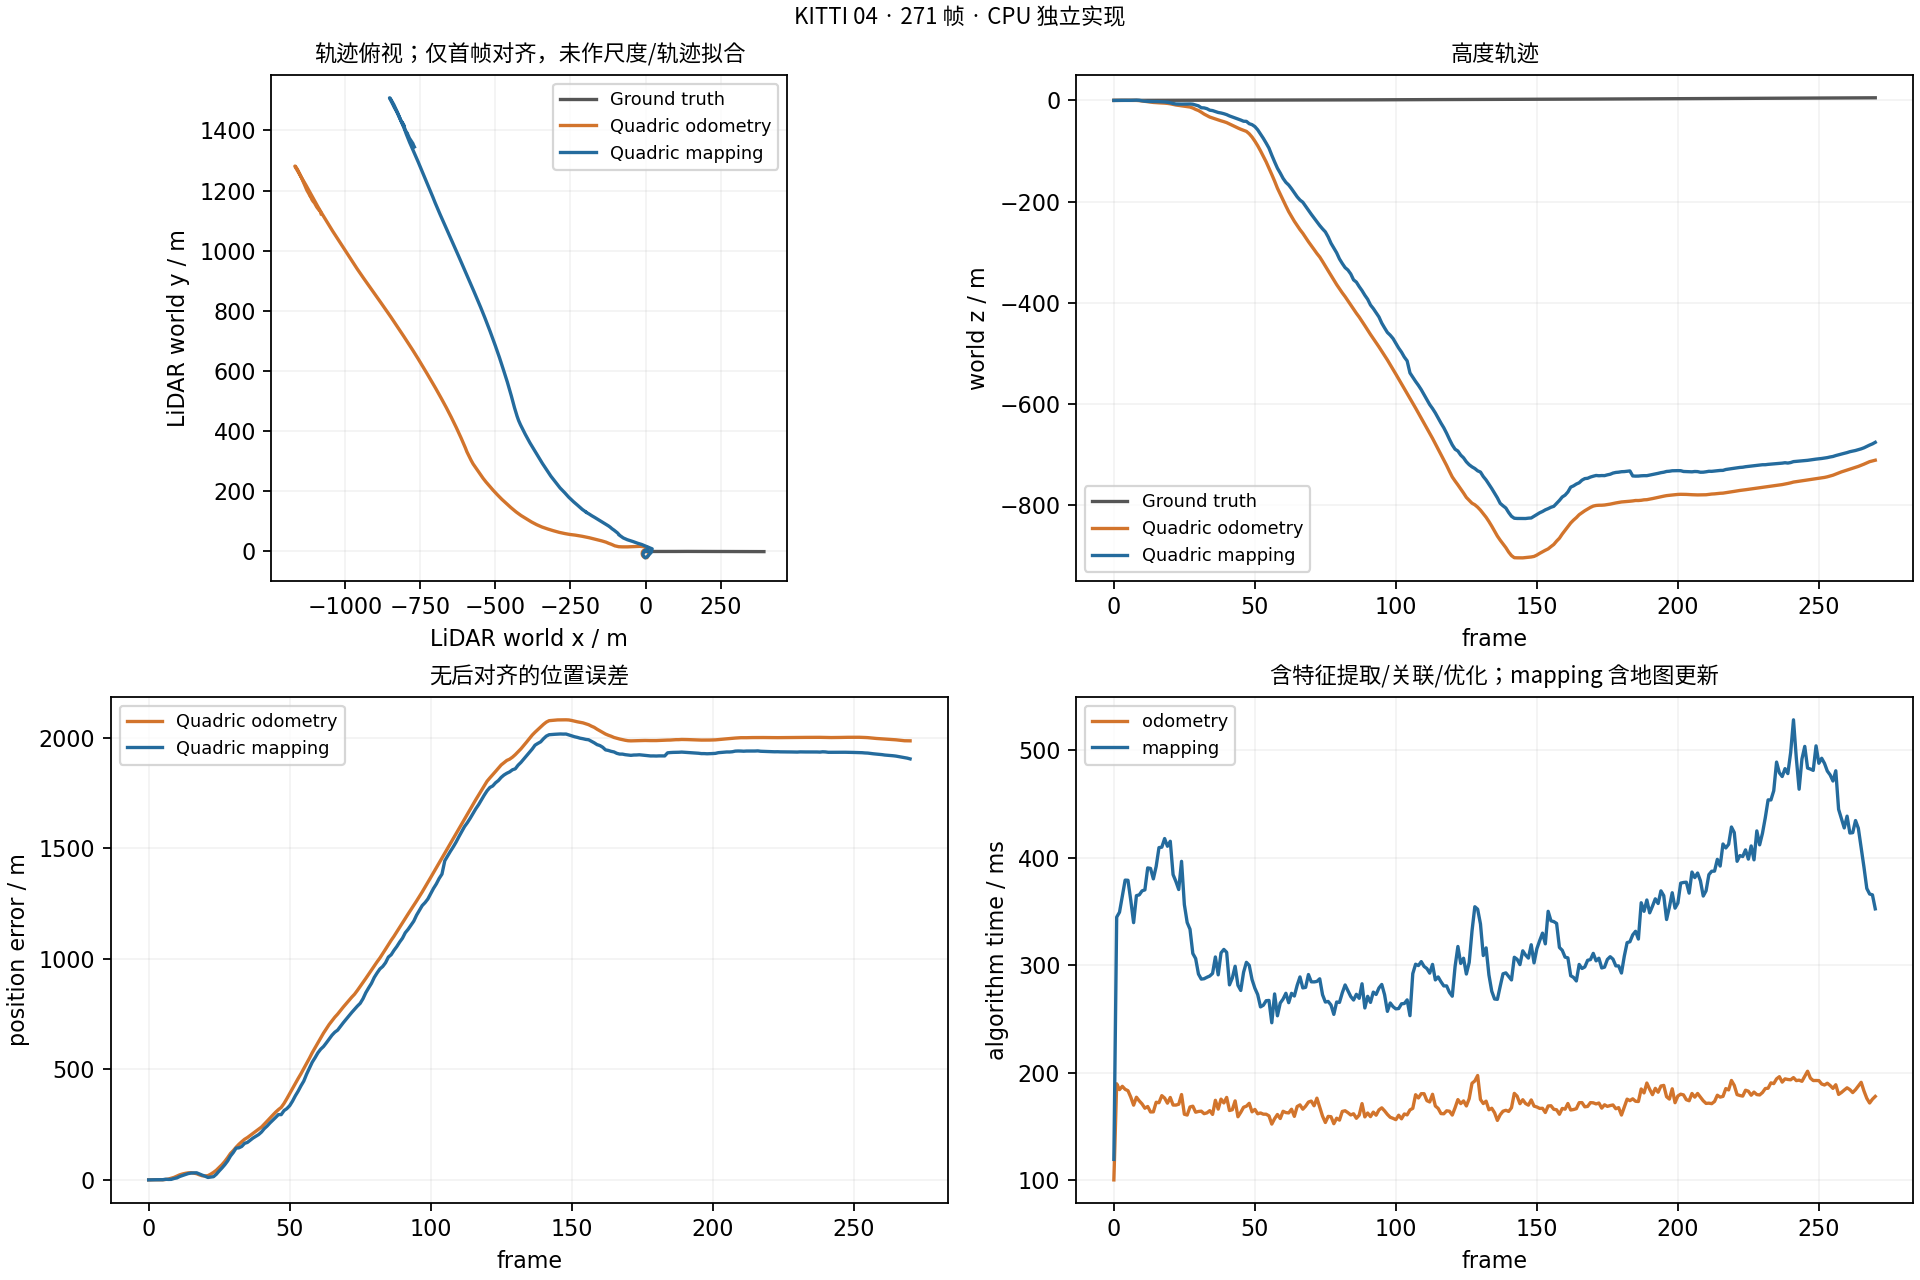 KITTI 04 · 271 帧 · CPU 独立实现
轨迹俯视；仅首帧对齐，未作尺度/轨迹拟合
Ground truth
Quadric odometry
Quadric mapping
1400
1200
1000
800
600
400
200
0
LiDAR world y / m
−1000 −750 −500 −250 0 250
LiDAR world x / m
高度轨迹
0
−200
−400
−600
−800
world z / m
Ground truth
Quadric odometry
Quadric mapping
0 50 100 150 200 250
frame
无后对齐的位置误差
Quadric odometry
Quadric mapping
2000
1500
1000
500
0
position error / m
0 50 100 150 200 250
frame
含特征提取/关联/优化；mapping 含地图更新
odometry
mapping
500
400
300
200
100
algorithm time / ms
0 50 100 150 200 250
frame